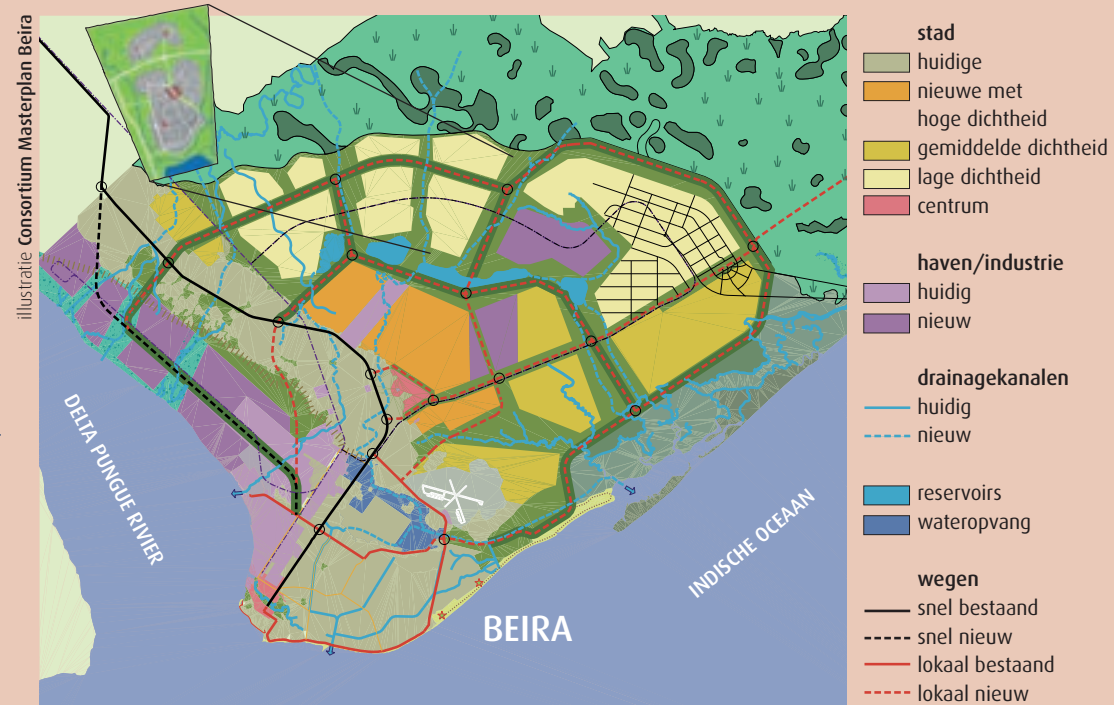 illustratie Consortium Masterplan Beira
DELTA PUNGUE RIVIER
INDISCHE OCEAAN
BEIRA
stad
huidige
nieuwe met
hoge dichtheid
gemiddelde dichtheid
lage dichtheid
centrum
haven/industrie
huidig
nieuw
drainagekanalen
huidig
nieuw
reservoirs
wateropvang
wegen
snel bestaand
snel nieuw
lokaal bestaand
lokaal nieuw